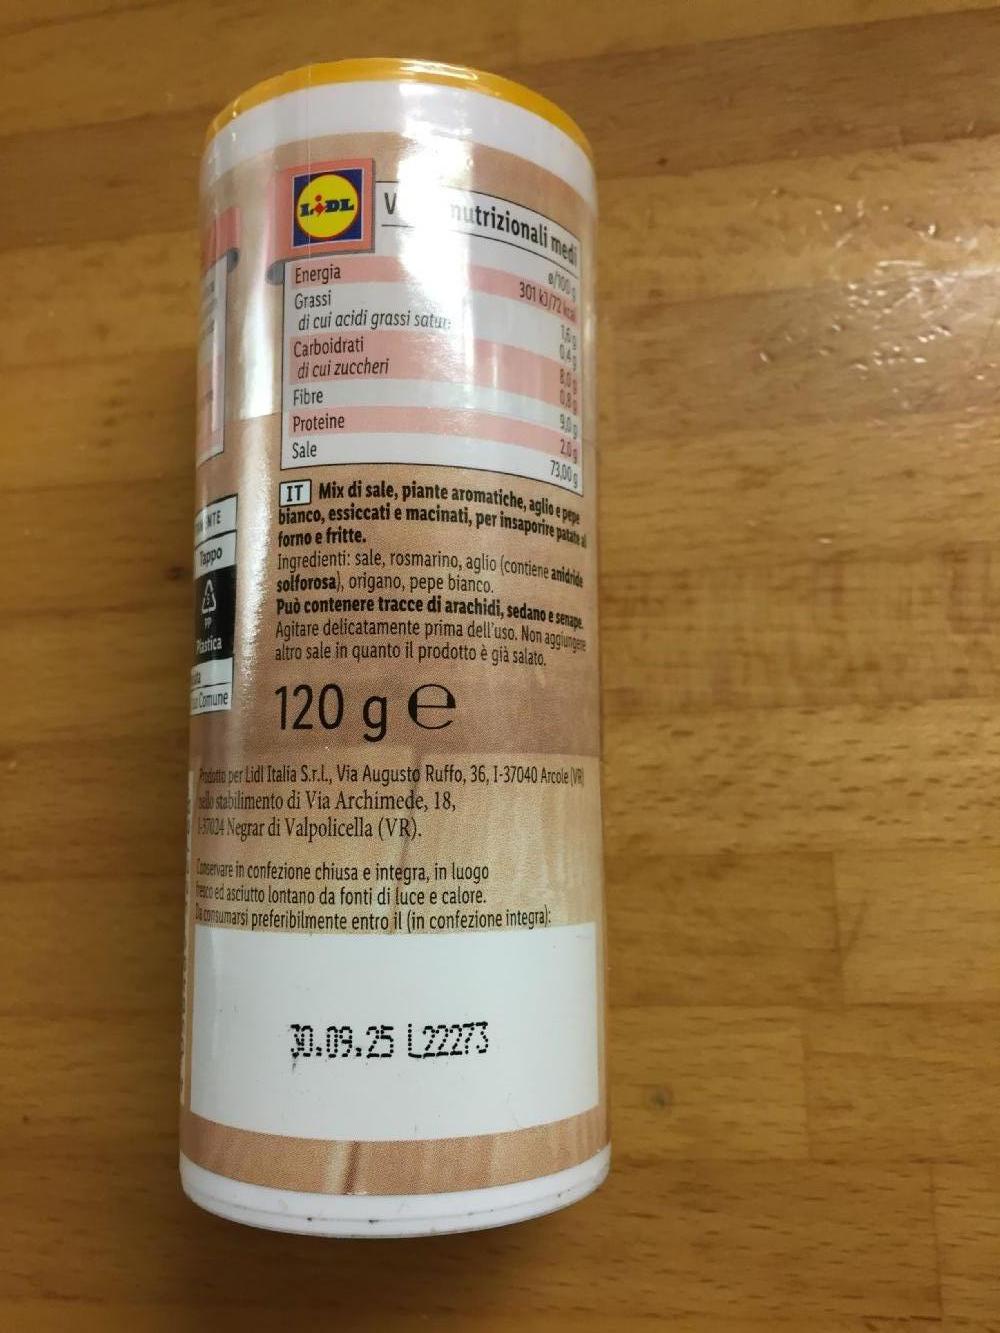 LIDL
nutrizionali medi
ø/100 g
Energia 301 kJ/72 kcal
Grassi 1,6 g
di cui acidi grassi saturi 0,4 g
Carboidrati 8,0 g
di cui zuccheri 0,8 g
Fibre 9,0 g
Proteine 2,0 g
Sale 73,00 g
IT Mix di sale, piante aromatiche, aglio e pepe
bianco, essiccati e macinati, per insaporire patate al
forno e fritte.
Ingredienti: sale, rosmarino, aglio (contiene anidride
solforosa), origano, pepe bianco.
Può contenere tracce di arachidi, sedano e senape.
Agitare delicatamente prima dell'uso. Non aggiungere
altro sale in quanto il prodotto è già salato.
120 g e
Prodotto per Lidl Italia S.r.l., Via Augusto Ruffo, 36, I-37040 Arcole (VR)
nello stabilimento di Via Archimede, 18,
I-37024 Negrar di Valpolicella (VR).
Conservare in confezione chiusa e integra, in luogo
fresco ed asciutto lontano da fonti di luce e calore.
Da consumarsi preferibilmente entro il (in confezione integra):
30.09.25 L22273
Tappo
5
PP
Plastica
Comune